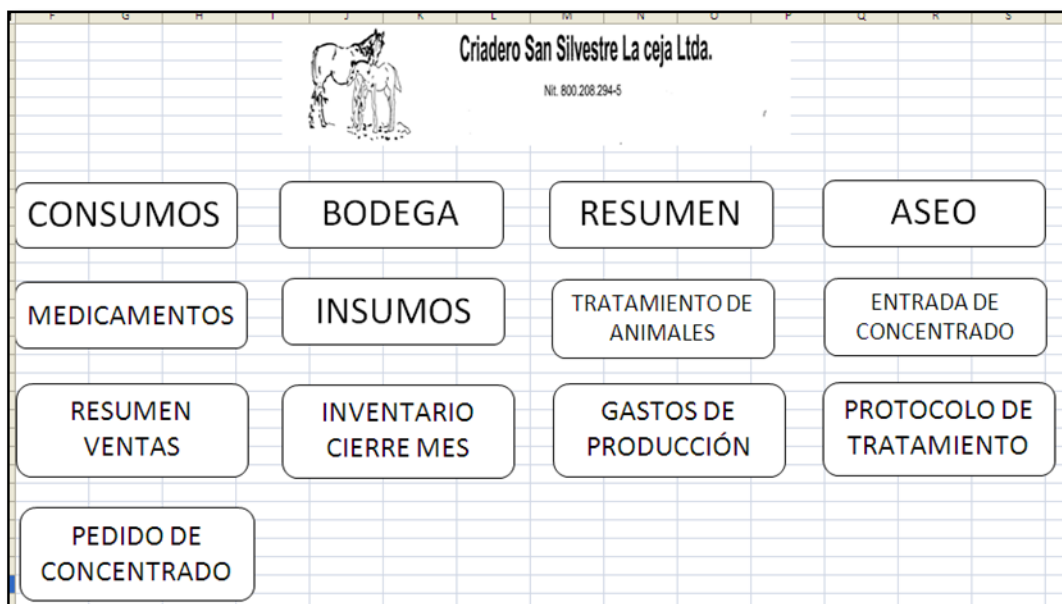 F G H I J K L M N O P Q R S
Criadero San Silvestre La ceja Ltda.
Nit. 800.208.294-5
CONSUMOS BODEGA RESUMEN ASEO
MEDICAMENTOS
INSUMOS
TRATAMIENTO DE
ANIMALES
ENTRADA DE
CONCENTRADO
RESUMEN
VENTAS
INVENTARIO
CIERRE MES
GASTOS DE
PRODUCCIÓN
PROTOCOLO DE
TRATAMIENTO
PEDIDO DE
CONCENTRADO